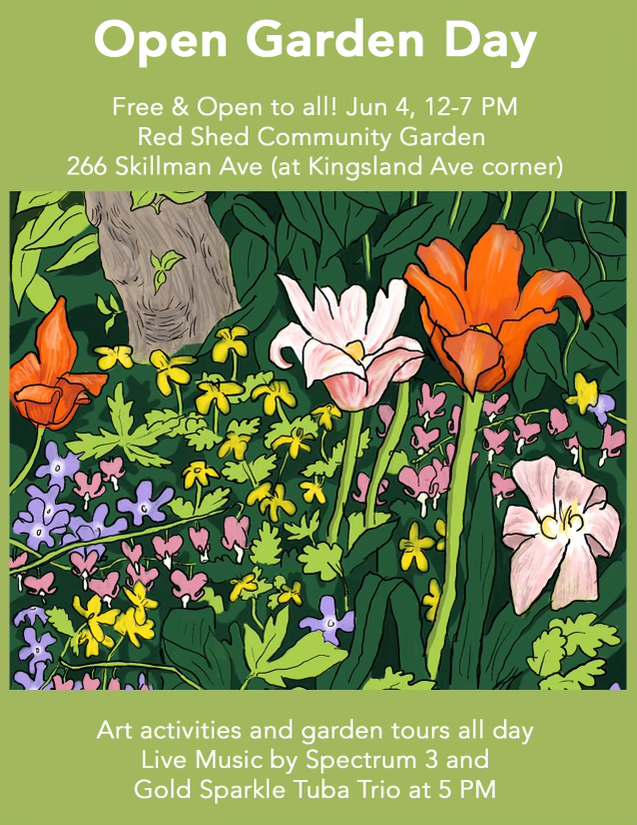 Open Garden Day
Free & Open to all! Jun 4, 12-7 PM
Red Shed Community Garden
266 Skillman Ave (at Kingsland Ave corner)
Art activities and garden tours all day
Live Music by Spectrum 3 and
Gold Sparkle Tuba Trio at 5 PM